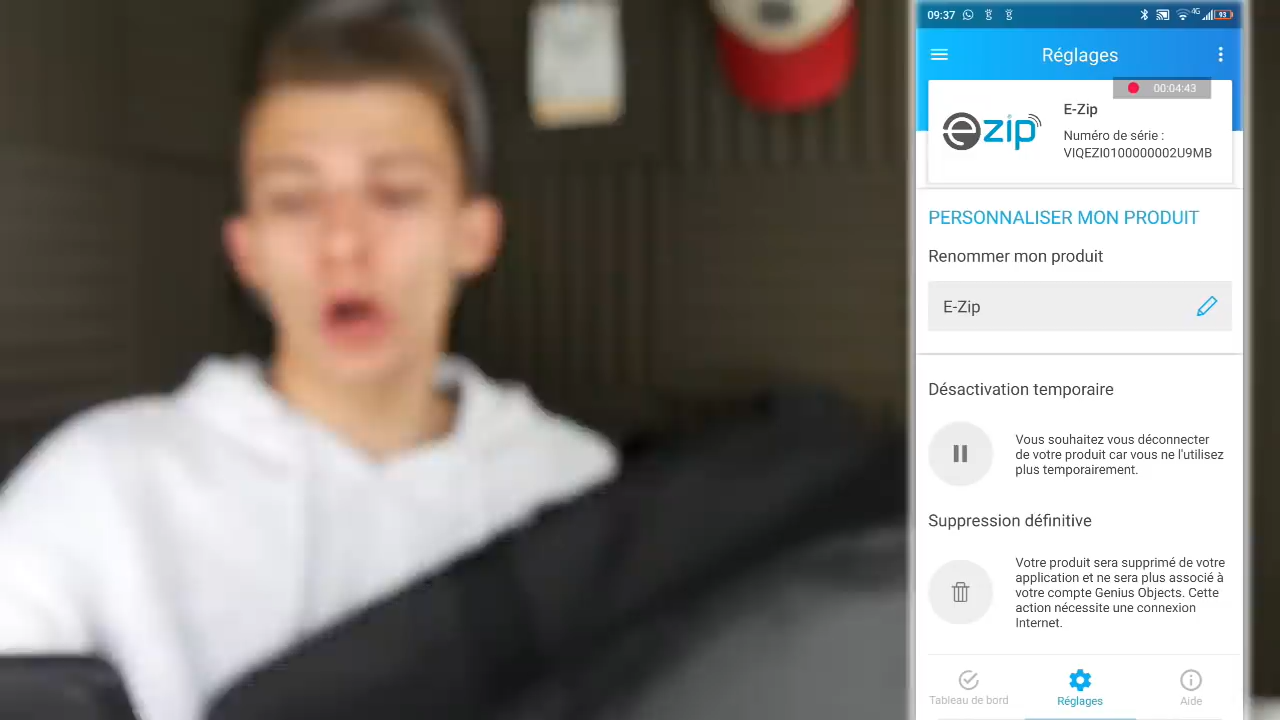 09:37
4G
93
Réglages
00:04:43
e zip
E-Zip
Numéro de série :
VIQEZI0100000002U9MB
PERSONNALISER MON PRODUIT
Renommer mon produit
E-Zip
Désactivation temporaire
Vous souhaitez vous déconnecter
de votre produit car vous ne l'utilisez
plus temporairement.
Suppression définitive
Votre produit sera supprimé de votre
application et ne sera plus associé à
votre compte Genius Objects. Cette
action nécessite une connexion
Internet.
Tableau de bord
Réglages
Aide